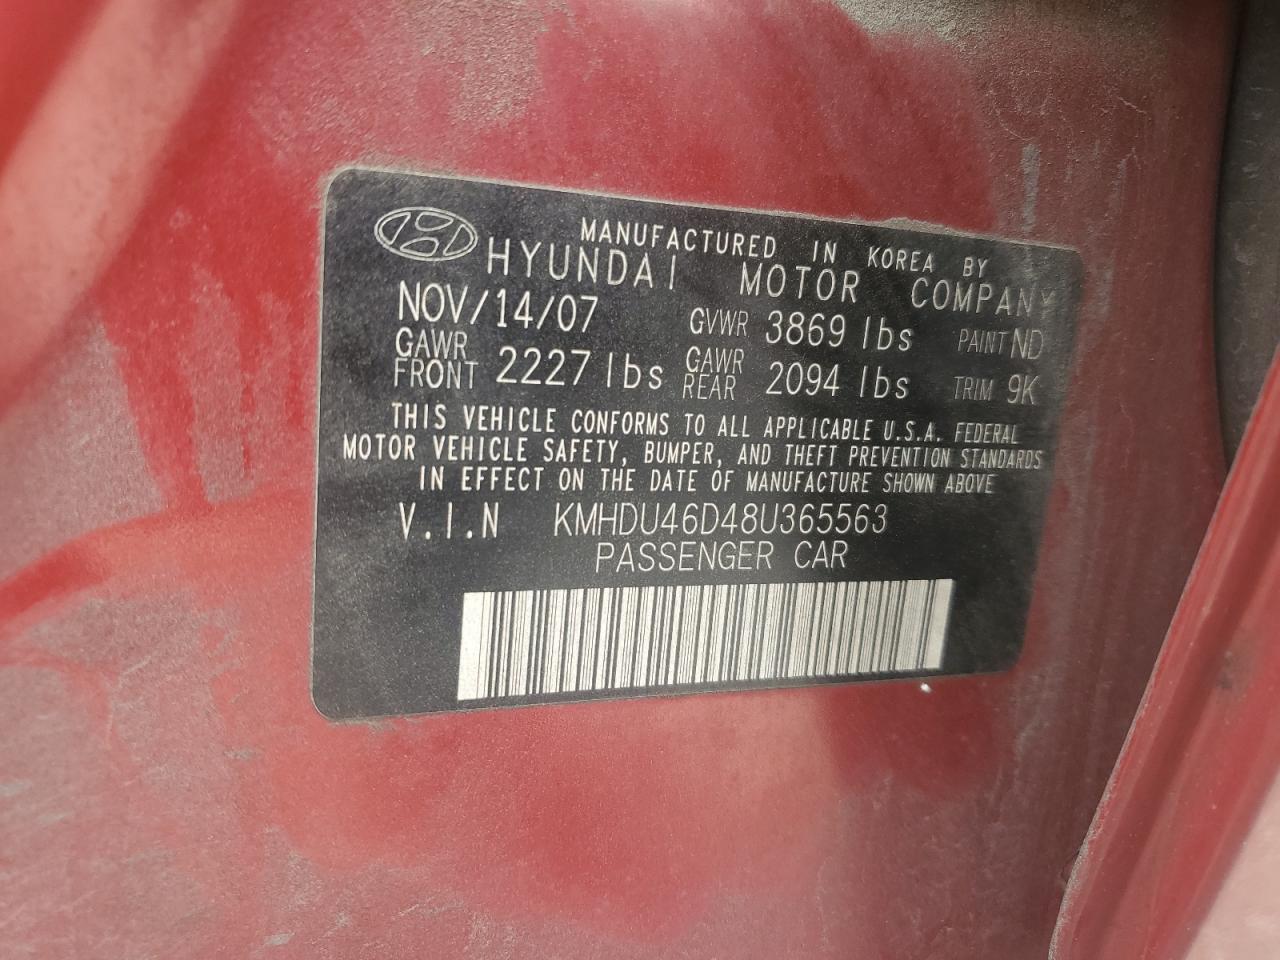 MANUFACTURED IN KOREA BY
HYUNDAI MOTOR COMPANY
NOV/14/07 GVWR 3869 lbs PAINT ND
GAWR FRONT 2227 lbs GAWR REAR 2094 lbs TRIM 9K
THIS VEHICLE CONFORMS TO ALL APPLICABLE U.S.A. FEDERAL
MOTOR VEHICLE SAFETY, BUMPER, AND THEFT PREVENTION STANDARDS
IN EFFECT ON THE DATE OF MANUFACTURE SHOWN ABOVE
V.I.N KMHDU46D48U365563
PASSENGER CAR